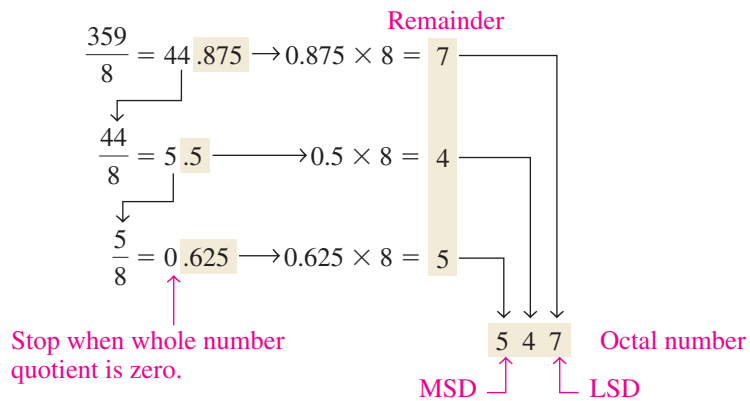 Remainder
359/8 = 44 .875 → 0.875 × 8 = 7
44/8 = 5 .5 → 0.5 × 8 = 4
5/8 = 0 .625 → 0.625 × 8 = 5
Stop when whole number
quotient is zero.
5 4 7 Octal number
MSD LSD